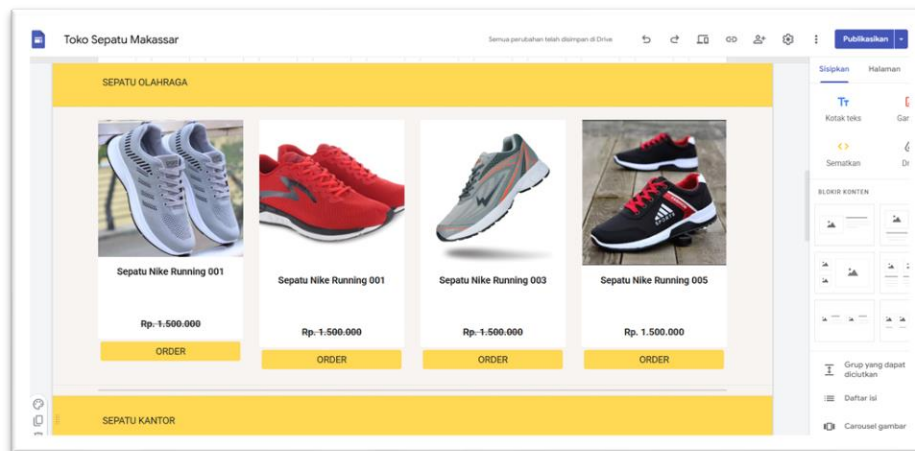 Toko Sepatu Makassar
Semua perubahan telah disimpan di Drive
Publikasikan
Sisipkan Halaman
SEPATU OLAHRAGA
Kotak teks
Sematkan
BLOKIR KONTEN
Sepatu Nike Running 001
Sepatu Nike Running 001
Sepatu Nike Running 003
Sepatu Nike Running 005
Rp. 1.500.000
Rp. 1.500.000
Rp. 1.500.000
Rp. 1.500.000
ORDER
ORDER
ORDER
ORDER
Grup yang dapat
diciutkan
Daftar isi
Carousel gambar
SEPATU KANTOR